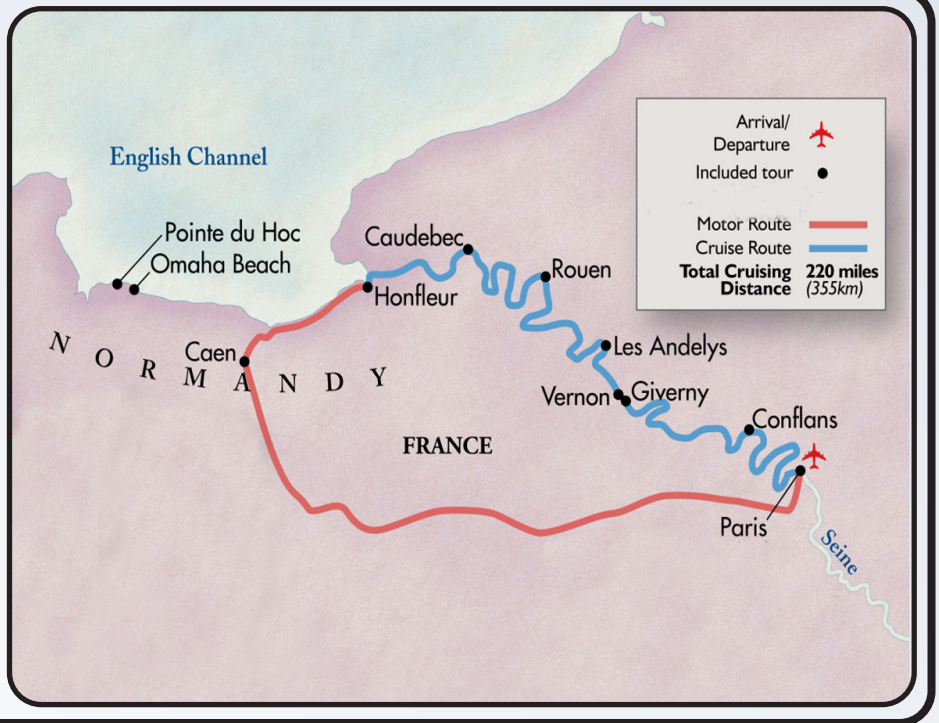 Arrival/
Departure
Included tour
Motor Route
Cruise Route
Total Cruising 220 miles
Distance (355km)
English Channel
Pointe du Hoc
Omaha Beach
Caudebec
Rouen
Honfleur
Les Andelys
Caen
NORMANDY
Vernon
Giverny
Conflans
FRANCE
Paris
Seine